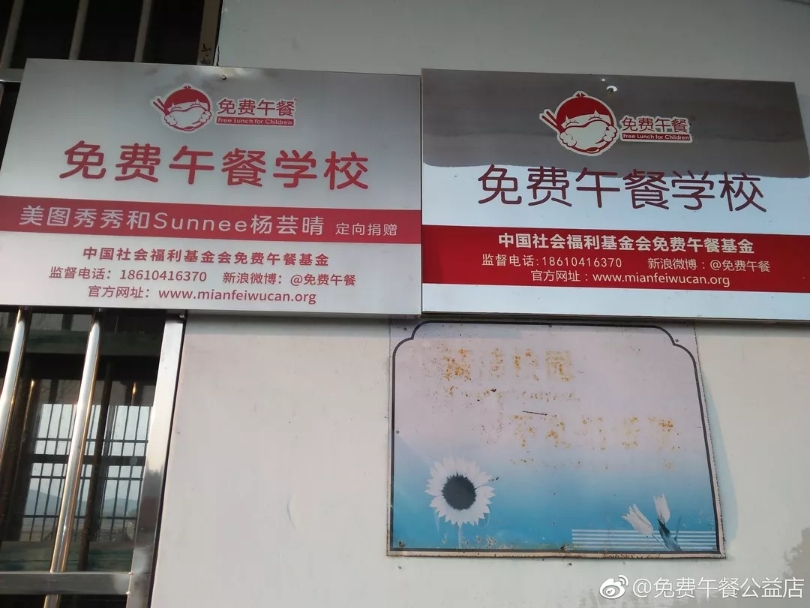 免费午餐
Free Lunch for Children
免费午餐学校
美图秀秀和Sunnee杨芸晴 定向捐赠
中国社会福利基金会免费午餐基金
监督电话：18610416370 新浪微博：@免费午餐
官方网址：www.mianfeiwucan.org
免费午餐
Free Lunch for Children
免费午餐学校
中国社会福利基金会免费午餐基金
监督电话:18610416370 新浪微博：@免费午餐
官方网址：www.mianfeiwucan.org
@免费午餐公益店